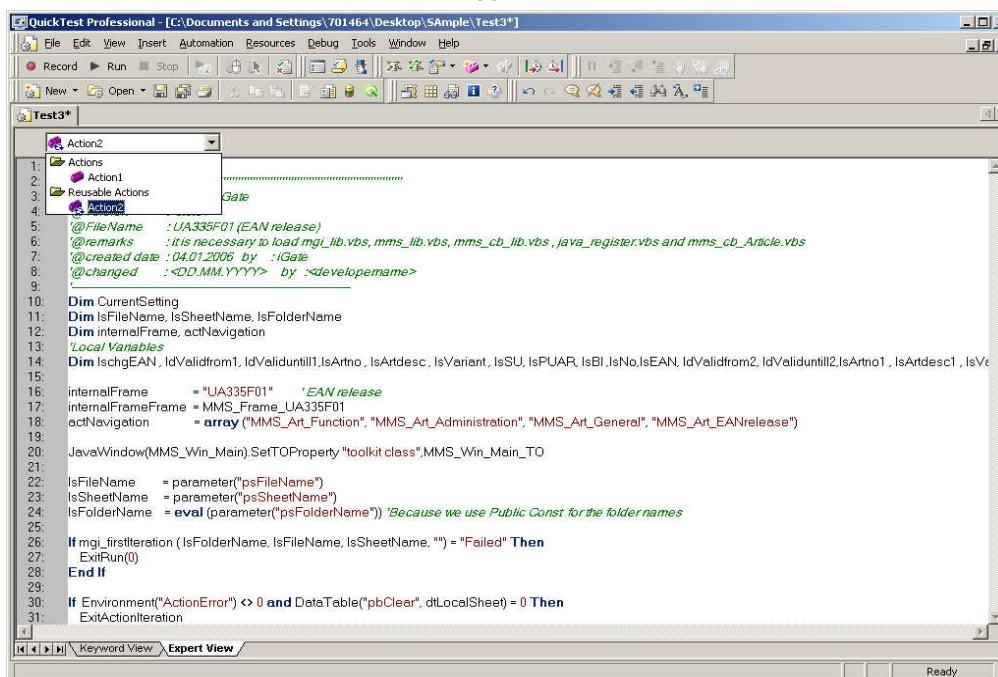 QuickTest Professional - [C:\Documents and Settings\701464\Desktop\SAmple\Test3*]
File Edit View Insert Automation Resources Debug Tools Window Help
Record Run Stop
New Open
Test3*
Action2
Actions
Action1
Reusable Actions
Action2
1:
2: ''''''''''''''''''''''''''''''''''''''''''''''''
3: Gate
4:
5: '@FileName : UA335F01 (EAN release)
6: '@remarks : it is necessary to load mgi_lib.vbs, mms_lib.vbs, mms_cb_lib.vbs , java_register.vbs and mms_cb_Article.vbs
7: '@created date : 04.01.2006 by : iGate
8: '@changed : <DD.MM.YYYY> by :<developername>
9: '
10: Dim CurrentSetting
11: Dim lsFileName, lsSheetName, lsFolderName
12: Dim internalFrame, actNavigation
13: 'Local Variables
14: Dim lschgEAN , ldValidfrom1, ldValiduntill1,lsArtno , lsArtdesc , lsVariant , lsSU, lsPUAR, lsBl ,lsNo,lsEAN, ldValidfrom2, ldValiduntill2,lsArtno1 , lsArtdesc1 , lsVa
15:
16: internalFrame = "UA335F01" 'EAN release
17: internalFrameFrame = MMS_Frame_UA335F01
18: actNavigation = array ("MMS_Art_Function", "MMS_Art_Administration", "MMS_Art_General", "MMS_Art_EANrelease")
19:
20: JavaWindow(MMS_Win_Main).SetTOProperty "toolkit class",MMS_Win_Main_TO
21:
22: lsFileName = parameter("psFileName")
23: lsSheetName = parameter("psSheetName")
24: lsFolderName = eval (parameter("psFolderName")) 'Because we use Public Const for the folder names
25:
26: If mgi_firstIteration ( lsFolderName, lsFileName, lsSheetName, "") = "Failed" Then
27: ExitRun(0)
28: End If
29:
30: If Environment("ActionError") <> 0 and DataTable("pbClear", dtLocalSheet) = 0 Then
31: ExitActionIteration
Keyword View Expert View
Ready